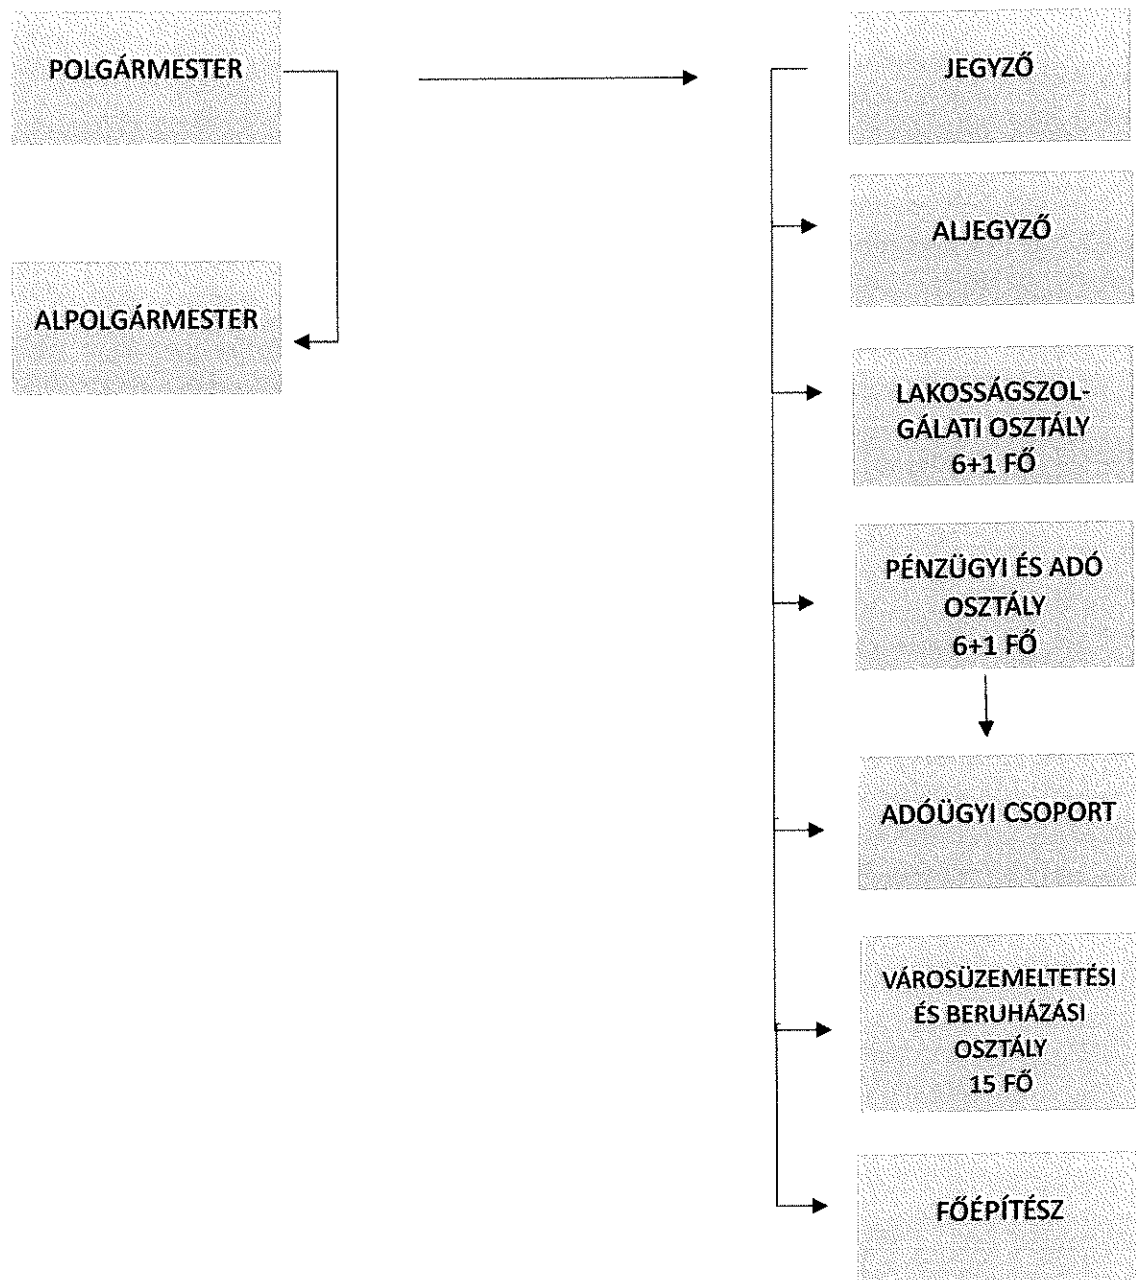 POLGÁRMESTER
ALPOLGÁRMESTER
JEGYZŐ
ALJEGYZŐ
LAKOSSÁGSZOL-
GÁLATI OSZTÁLY
6+1 FŐ
PÉNZÜGYI ÉS ADÓ
OSZTÁLY
6+1 FŐ
ADÓÜGYI CSOPORT
VÁROSÜZEMELTETÉSI
ÉS BERUHÁZÁSI
OSZTÁLY
15 FŐ
FŐÉPÍTÉSZ